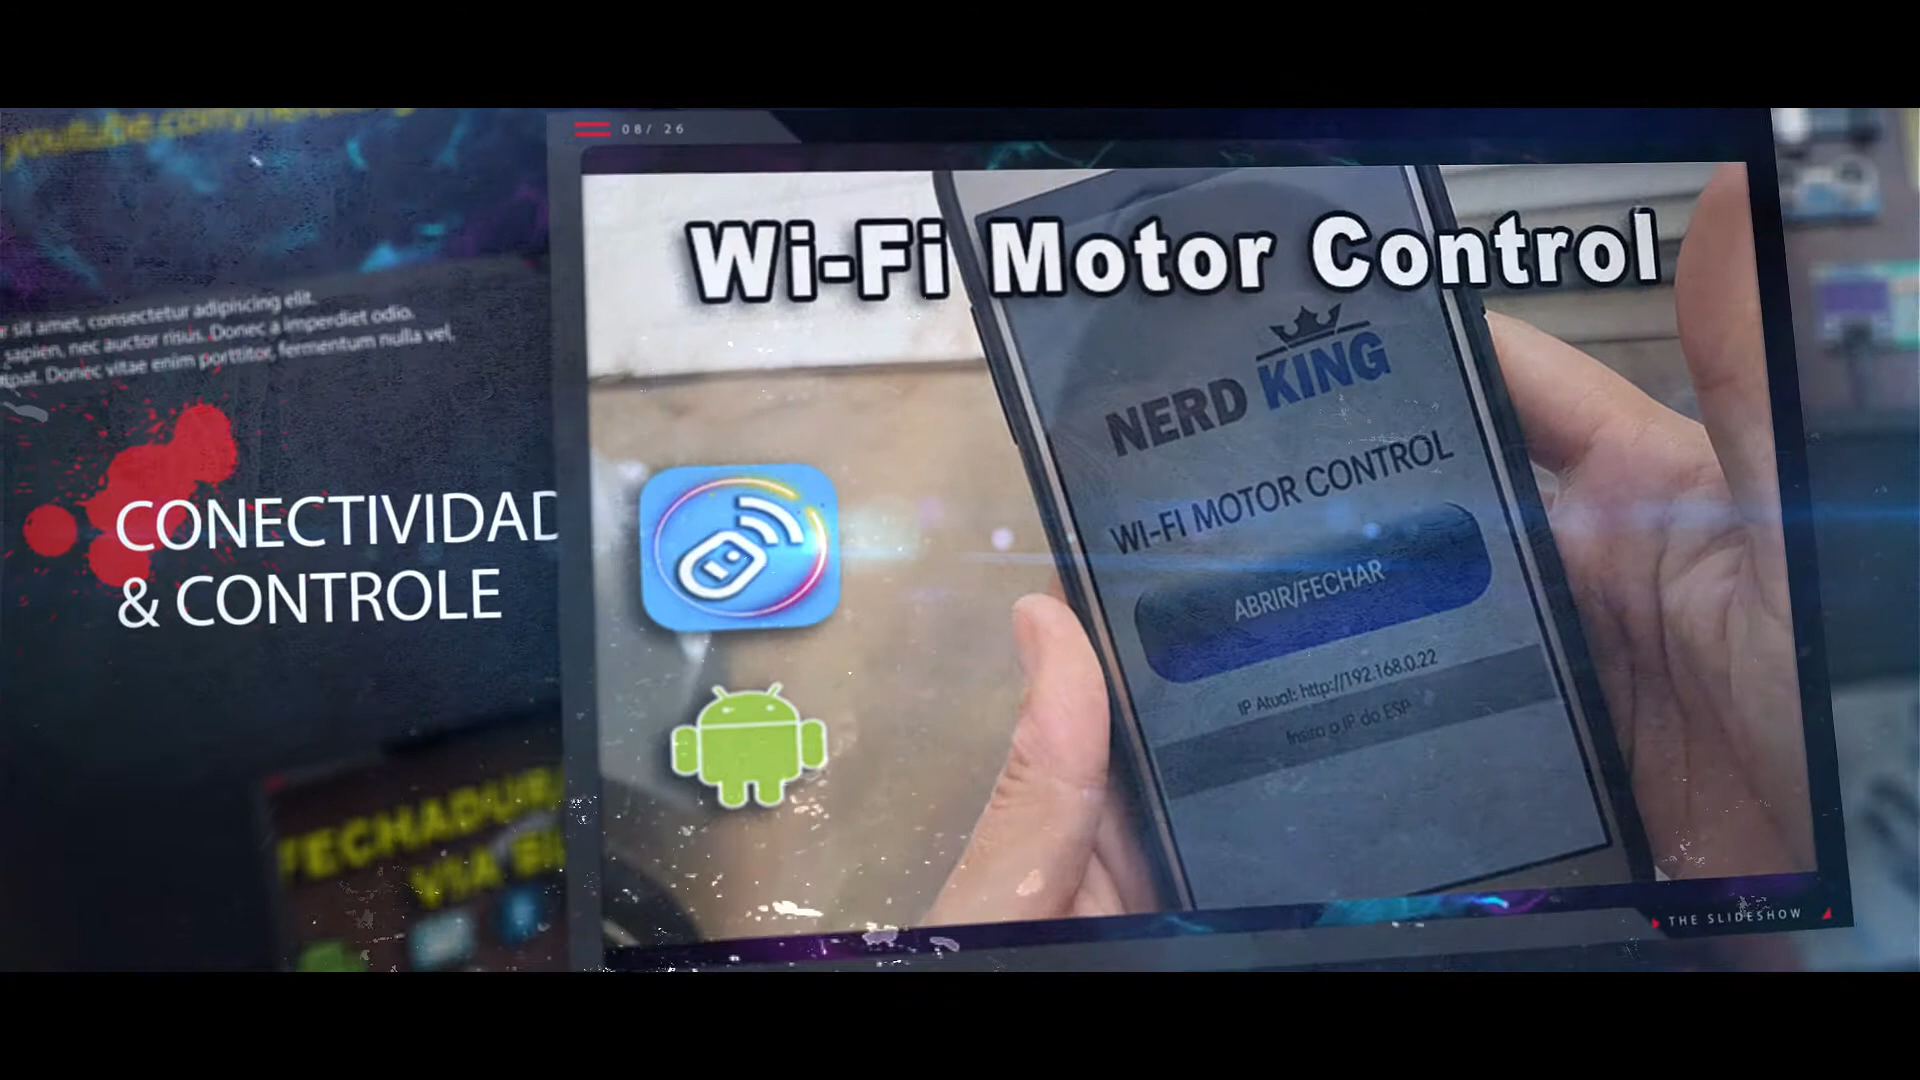 08/ 26
Wi-Fi Motor Control
NERD KING
WI-FI MOTOR CONTROL
ABRIR/FECHAR
IP Atual: http://192.168.0.22
Insira o IP do ESP
sit amet, consectetur adipiscing elit.
sapien, nec auctor risus. Donec a imperdiet odio.
Donec vitae enim porttitor, fermentum nulla vel,
CONECTIVIDAD
& CONTROLE
FECHADURA
VIA
THE SLIDESHOW